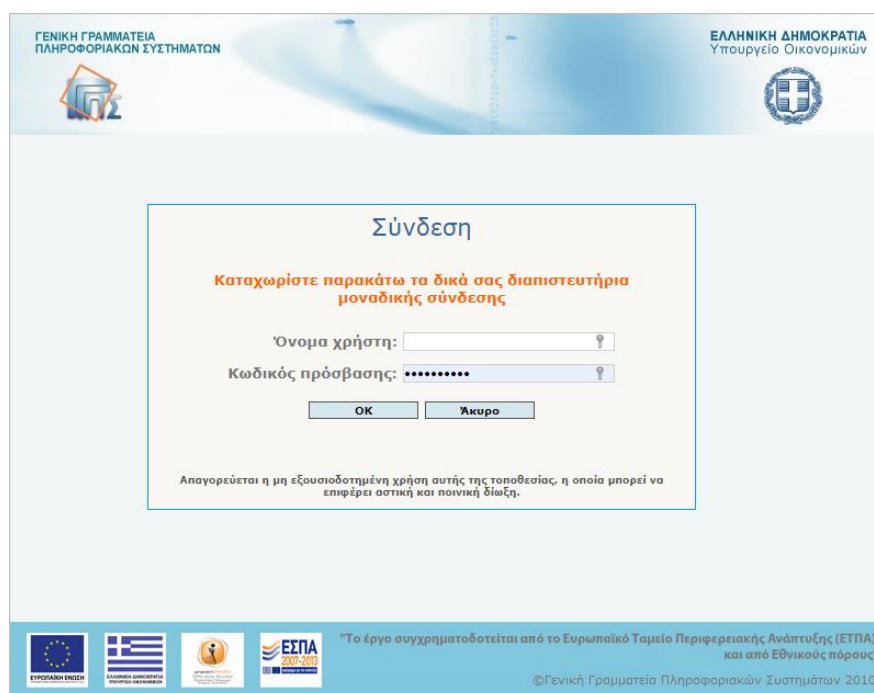 ΓΕΝΙΚΗ ΓΡΑΜΜΑΤΕΙΑ
ΠΛΗΡΟΦΟΡΙΑΚΩΝ ΣΥΣΤΗΜΑΤΩΝ
ΕΛΛΗΝΙΚΗ ΔΗΜΟΚΡΑΤΙΑ
Υπουργείο Οικονομικών
ΓΠΣ
Σύνδεση
Καταχωρίστε παρακάτω τα δικά σας διαπιστευτήρια
μοναδικής σύνδεσης
Όνομα χρήστη:
Κωδικός πρόσβασης: ••••••••••
OK Άκυρο
Απαγορεύεται η μη εξουσιοδοτημένη χρήση αυτής της τοποθεσίας, η οποία μπορεί να
επιφέρει αστική και ποινική δίωξη.
"Το έργο συγχρηματοδοτείται από το Ευρωπαϊκό Ταμείο Περιφερειακής Ανάπτυξης (ΕΤΠΑ)
και από Εθνικούς πόρους
ΕΥΡΩΠΑΪΚΗ ΕΝΩΣΗ
ΕΛΛΗΝΙΚΗ ΔΗΜΟΚΡΑΤΙΑ
ΕΣΠΑ
2007-2013
©Γενική Γραμματεία Πληροφοριακών Συστημάτων 2010